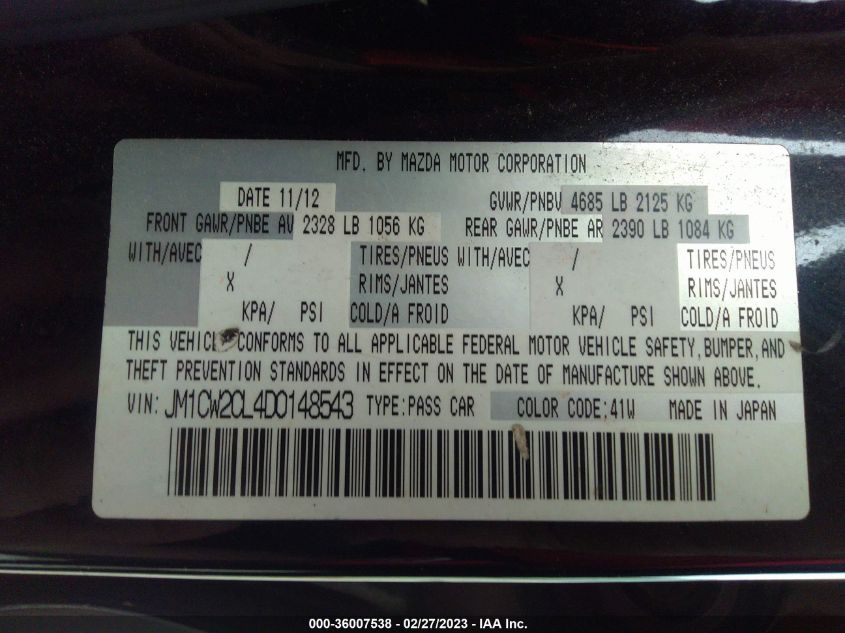 MFD. BY MAZDA MOTOR CORPORATION
DATE 11/12 GVWR/PNBV 4685 LB 2125 KG
FRONT GAWR/PNBE AV 2328 LB 1056 KG REAR GAWR/PNBE AR 2390 LB 1084 KG
WITH/AVEC / TIRES/PNEUS WITH/AVEC / TIRES/PNEUS
X RIMS/JANTES X RIMS/JANTES
KPA/ PSI COLD/A FROID KPA/ PSI COLD/A FROID
THIS VEHICLE CONFORMS TO ALL APPLICABLE FEDERAL MOTOR VEHICLE SAFETY, BUMPER, AND
THEFT PREVENTION STANDARDS IN EFFECT ON THE DATE OF MANUFACTURE SHOWN ABOVE.
VIN: JM1CW2CL4D0148543 TYPE: PASS CAR COLOR CODE: 41W MADE IN JAPAN
000-36007538 - 02/27/2023 - IAA Inc.